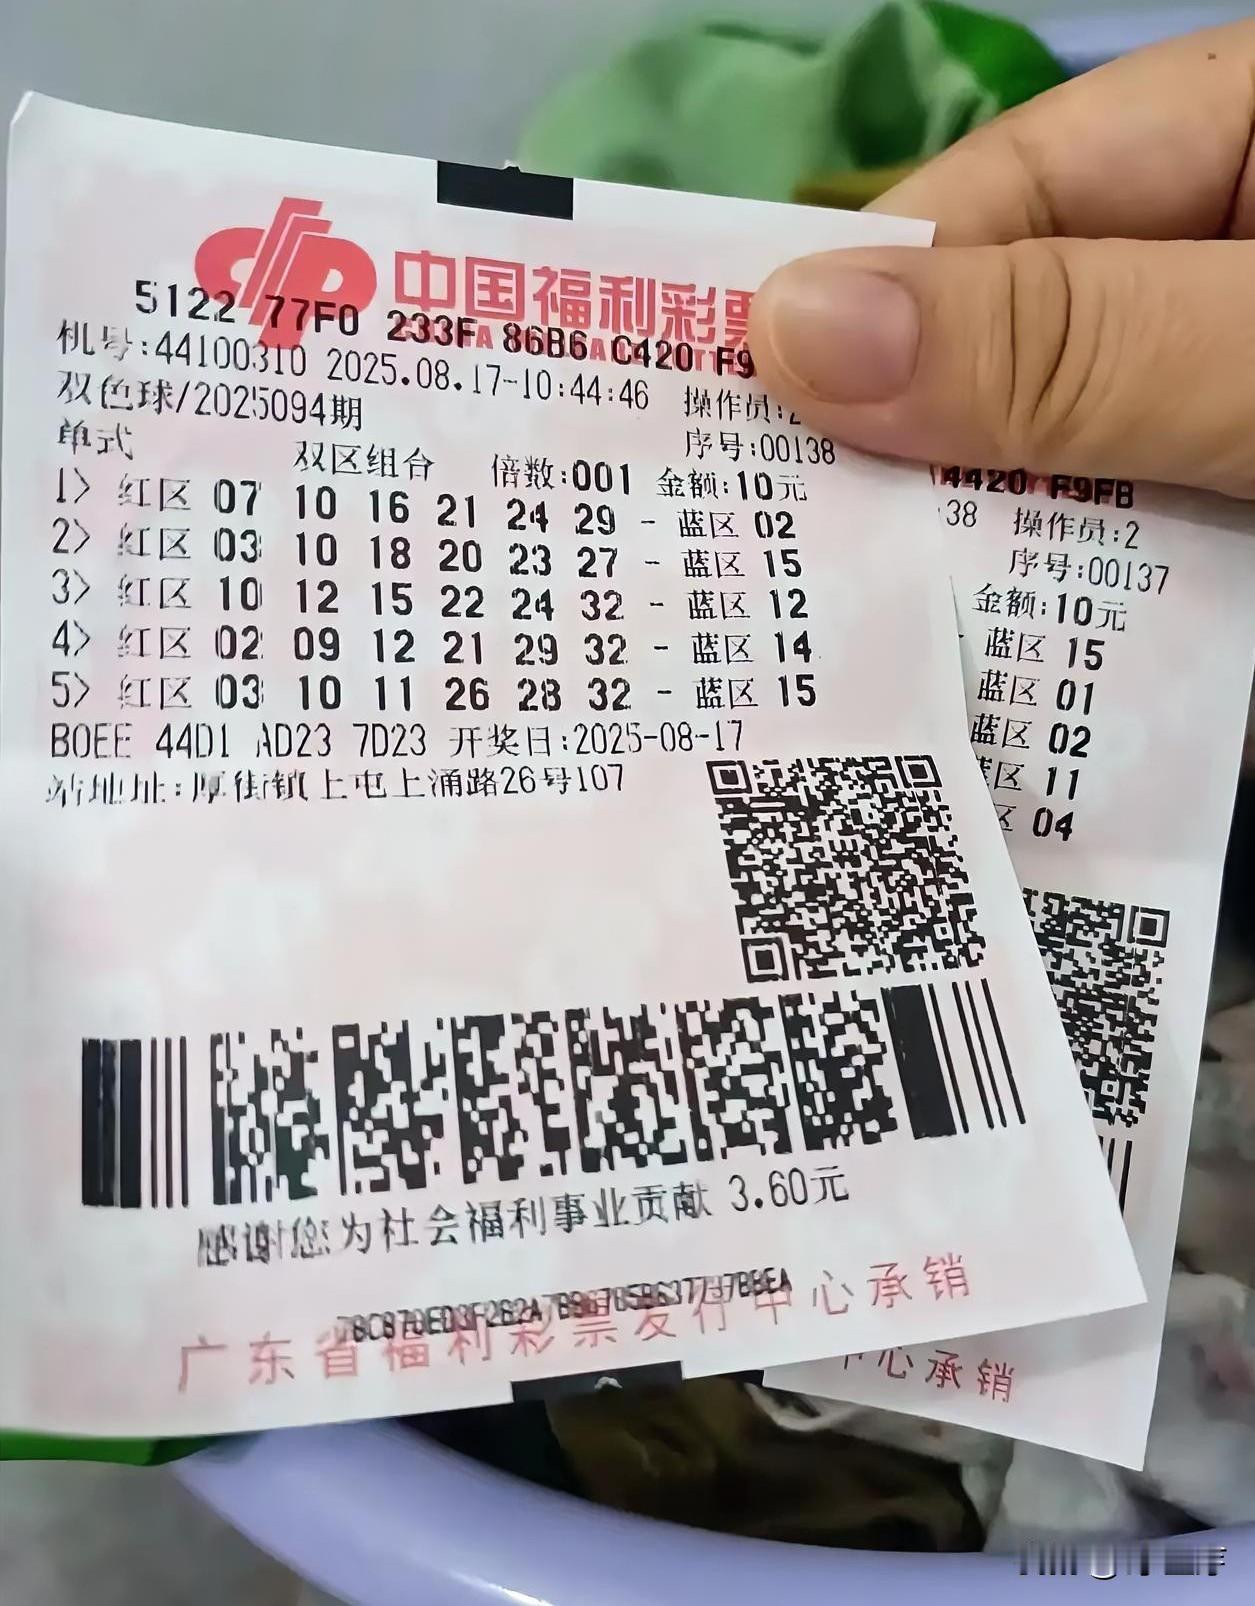 中国福利彩票
5122 77F0 233F 86B6 C420 F9
机号:44100310 2025.08.17-10:44:46 操作员:2
双色球/2025094期 序号:00138
单式 双区组合 倍数:001 金额:10元
1> 红区 07 10 16 21 24 29 - 蓝区 02
2> 红区 03 10 18 20 23 27 - 蓝区 15
3> 红区 10 12 15 22 24 32 - 蓝区 12
4> 红区 02 09 12 21 29 32 - 蓝区 14
5> 红区 03 10 11 26 28 32 - 蓝区 15
B0EE 44D1 AD23 7D23 开奖日:2025-08-17
站地址:厚街镇上屯上涌路26号107
感谢您为社会福利事业贡献 3.60元
广东省福利彩票发行中心承销
4420 F9FB
:38 操作员:2
序号:00137
金额:10元
- 蓝区 15
蓝区 01
蓝区 02
蓝区 11
区 04
中心承销